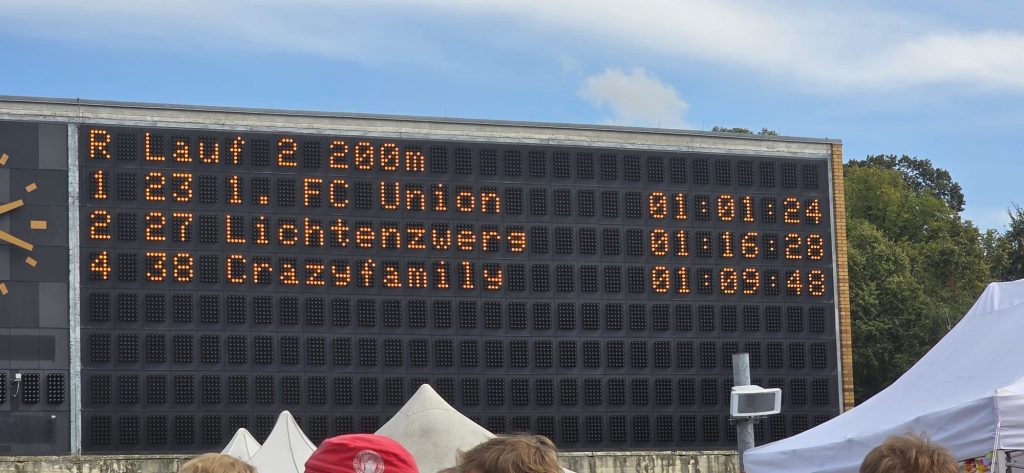 R Lauf 2 200m
1 23 1. FC Union 01:01:24
2 27 Lichtenzwerg 01:16:28
4 38 Crazyfamily 01:09:48